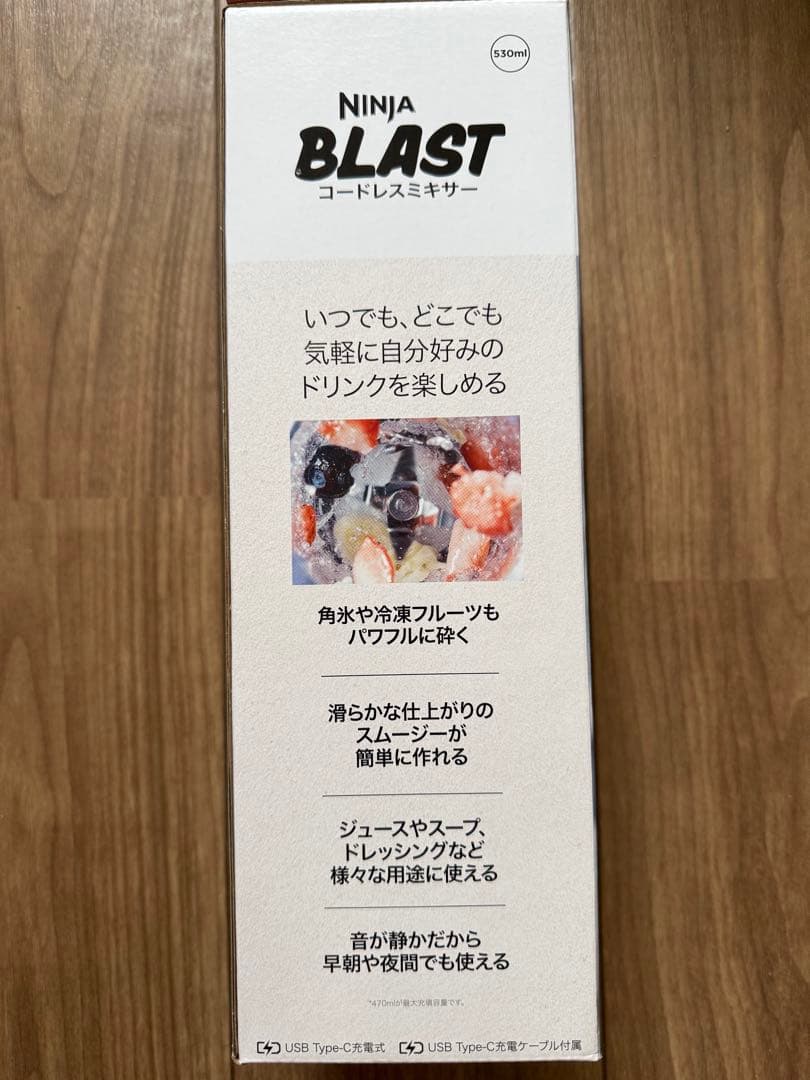 530ml
NINJA
BLAST
コードレスミキサー
いつでも、どこでも
気軽に自分好みの
ドリンクを楽しめる
角氷や冷凍フルーツも
パワフルに砕く
滑らかな仕上がりの
スムージーが
簡単に作れる
ジュースやスープ、
ドレッシングなど
様々な用途に使える
音が静かだから
早朝や夜間でも使える
*470mlが最大充填容量です。
USB Type-C充電式 USB Type-C充電ケーブル付属